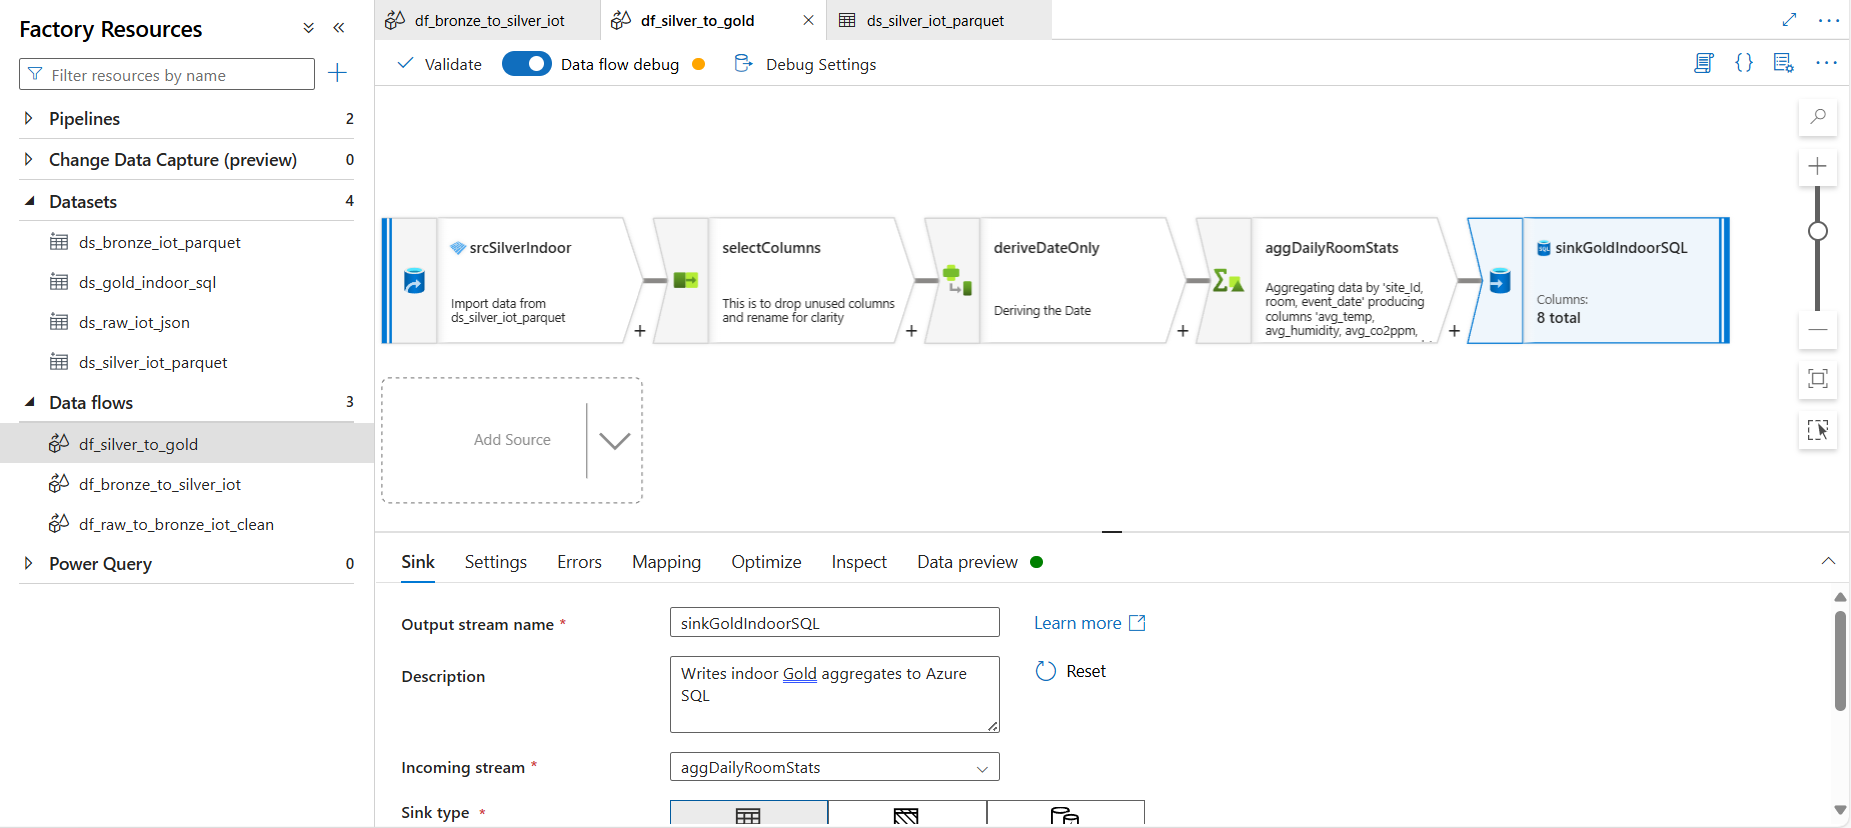 Factory Resources
Filter resources by name
Pipelines 2
Change Data Capture (preview) 0
Datasets 4
ds_bronze_iot_parquet
ds_gold_indoor_sql
ds_raw_iot_json
ds_silver_iot_parquet
Data flows 3
df_silver_to_gold
df_bronze_to_silver_iot
df_raw_to_bronze_iot_clean
Power Query 0
df_bronze_to_silver_iot
df_silver_to_gold
ds_silver_iot_parquet
Validate
Data flow debug
Debug Settings
srcSilverIndoor
Import data from
ds_silver_iot_parquet
+
selectColumns
This is to drop unused columns
and rename for clarity
+
deriveDateOnly
Deriving the Date
+
aggDailyRoomStats
Aggregating data by 'site_Id,
room, event_date' producing
columns 'avg_temp,
avg_humidity, avg_co2ppm,
+
SQL
sinkGoldIndoorSQL
Columns:
8 total
Add Source
Sink Settings Errors Mapping Optimize Inspect Data preview
Output stream name *
sinkGoldIndoorSQL
Learn more
Description
Writes indoor Gold aggregates to Azure
SQL
Reset
Incoming stream *
aggDailyRoomStats
Sink type *